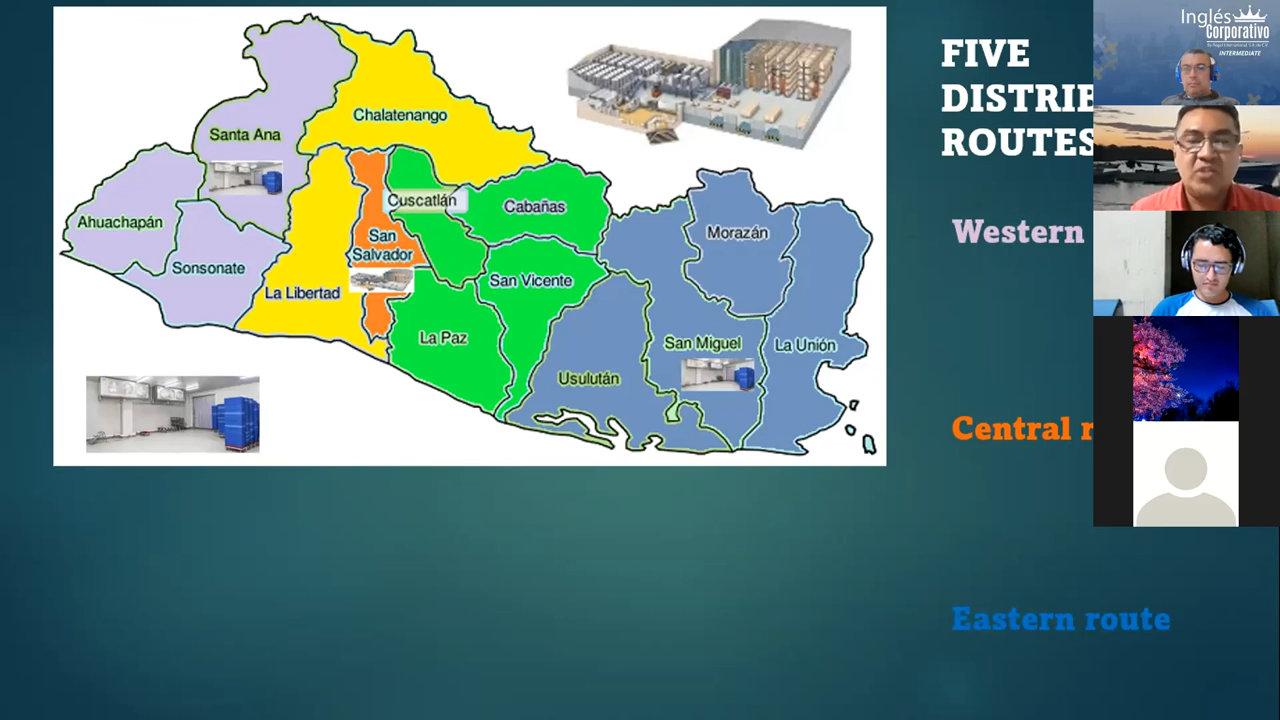 Chalatenango
Santa Ana
Cuscatlán
Cabañas
Ahuachapán
Morazán
San
Salvador
Sonsonate
San Vicente
La Libertad
La Paz
San Miguel
La Unión
Usulután
FIVE
DISTRIB
ROUTES
Western
Central r
Eastern route
Inglés
Corporativo
INTERMEDIATE